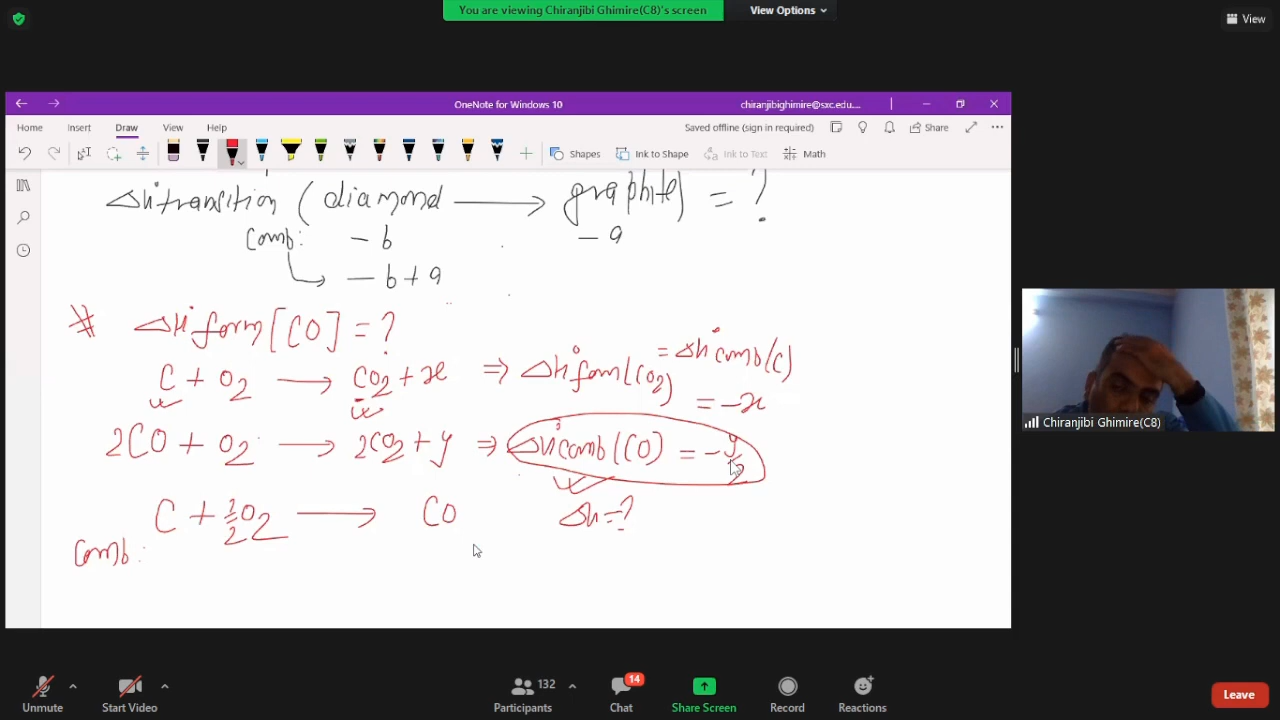 You are viewing Chiranjibi Ghimire(C8)'s screen
View Options
View
OneNote for Windows 10
chiranjibighimire@sxc.edu....
Home Insert Draw View Help
Saved offline (sign in required)
Share
Shapes
Ink to Shape
Ink to Text
Math
ΔH°transition (diamond ⟶ graphite) = ?
Comb: - b - a
- b + a
* ΔH°form [CO] = ?
C + O2 ⟶ CO2 + x ⇒ ΔH°form(CO2) = ΔH°comb(C)
= -x
2CO + O2 ⟶ 2CO2 + y ⇒ ΔH°comb(CO) = -y/2
C + 1/2 O2 ⟶ CO ΔH = ?
Comb:
Chiranjibi Ghimire(C8)
Unmute
Start Video
132
Participants
14
Chat
Share Screen
Record
Reactions
Leave